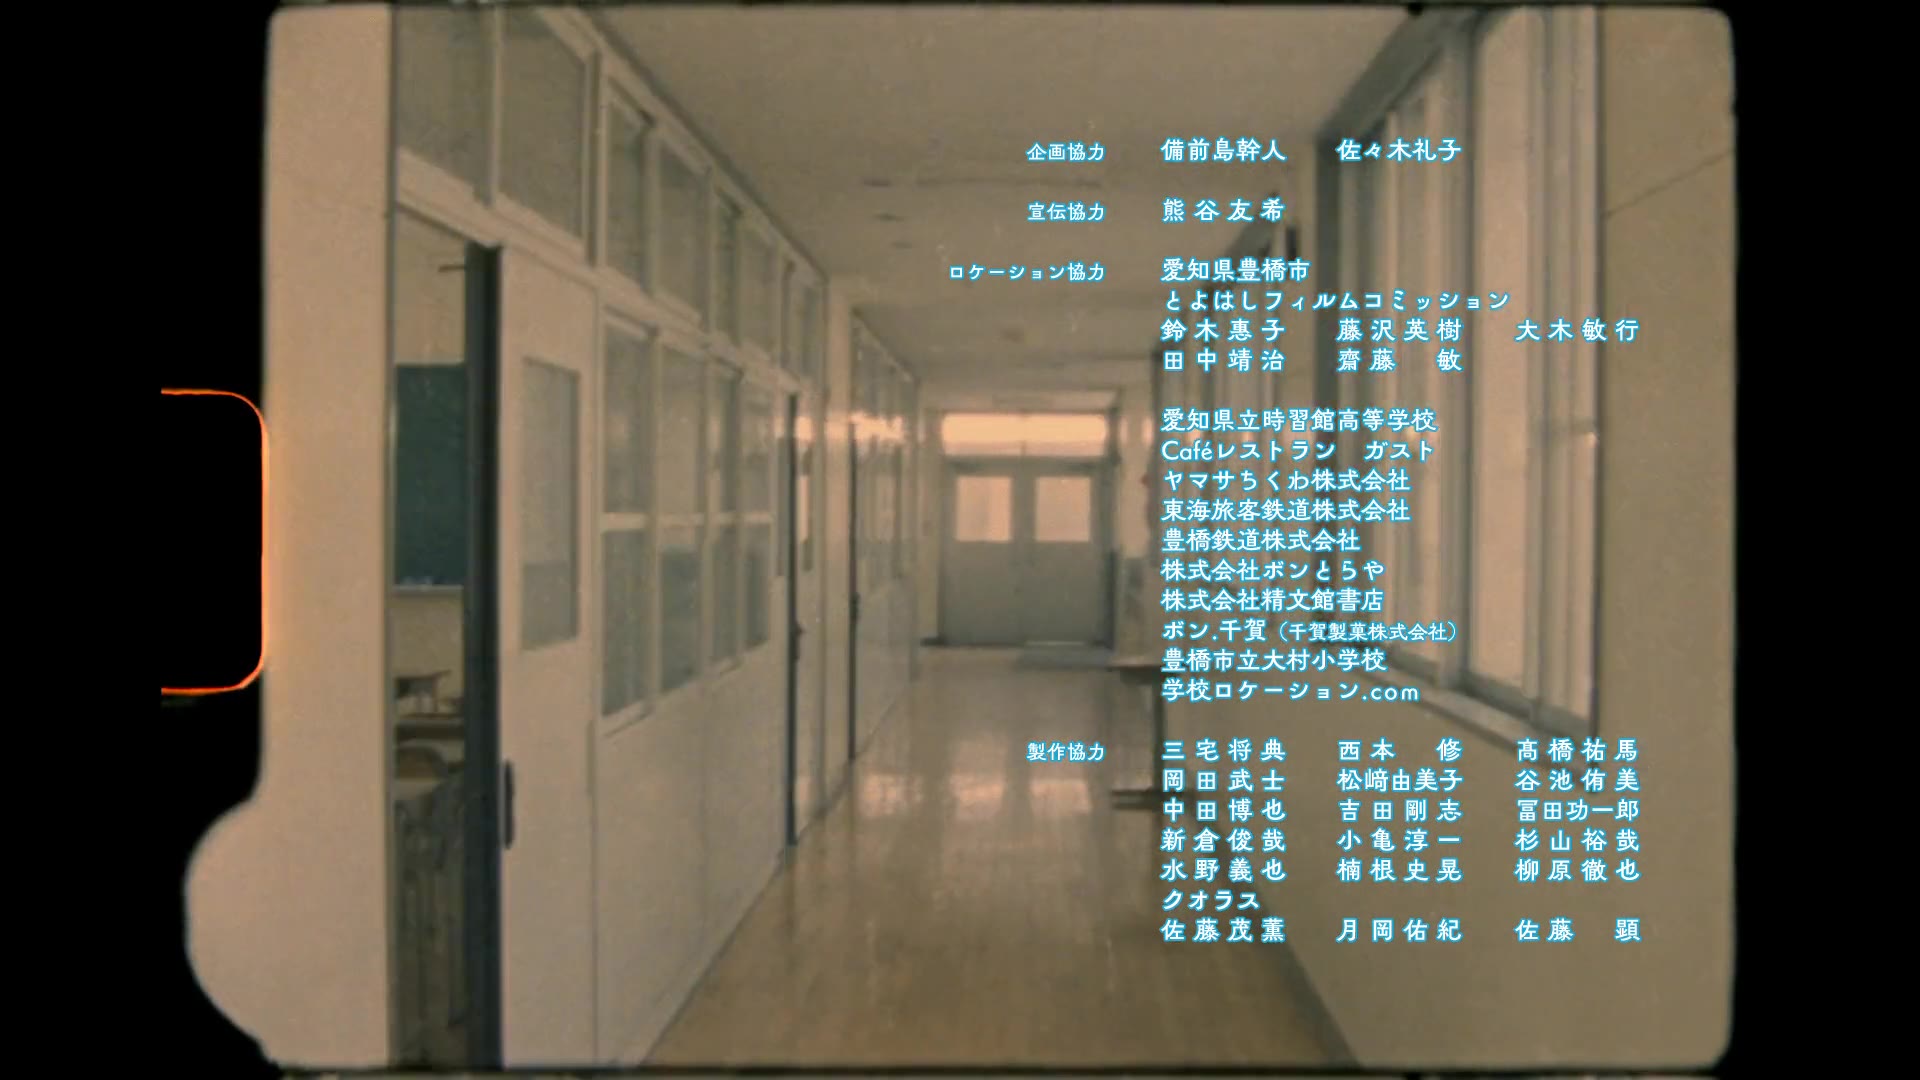 企画協力 備前島幹人 佐々木礼子
宣伝協力 熊谷友希
ロケーション協力 愛知県豊橋市
とよはしフィルムコミッション
鈴木惠子 藤沢英樹 大木敏行
田中靖治 齋藤 敏
愛知県立時習館高等学校
Caféレストラン ガスト
ヤマサちくわ株式会社
東海旅客鉄道株式会社
豊橋鉄道株式会社
株式会社ボンとらや
株式会社精文館書店
ボン.千賀（千賀製菓株式会社）
豊橋市立大村小学校
学校ロケーション.com
製作協力 三宅将典 西本 修 髙橋祐馬
岡田武士 松﨑由美子 谷池侑美
中田博也 吉田剛志 冨田功一郎
新倉俊哉 小亀淳一 杉山裕哉
水野義也 楠根史晃 柳原徹也
クオラス
佐藤茂薫 月岡佑紀 佐藤 顕